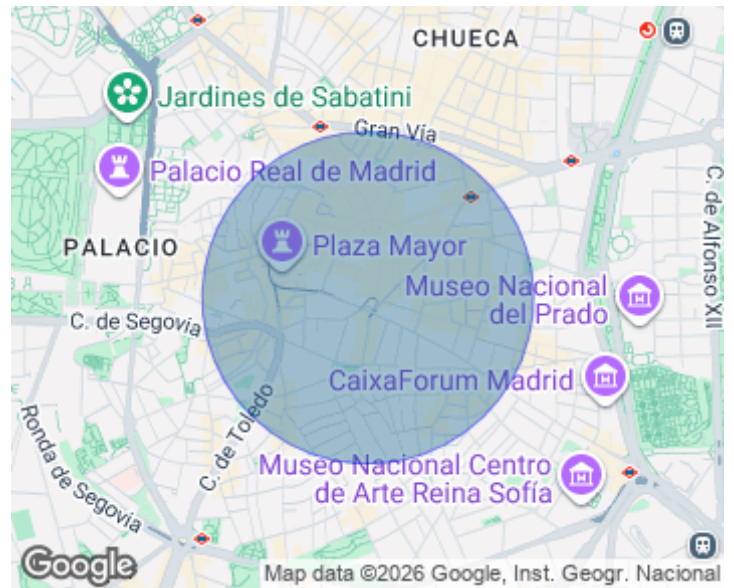 CHUECA
Jardines de Sabatini
Gran Vía
Palacio Real de Madrid
C. de Alfonso XII
PALACIO
Plaza Mayor
Museo Nacional
del Prado
C. de Segovia
CaixaForum Madrid
C. de Toledo
Ronda de Segovia
Museo Nacional Centro
de Arte Reina Sofía
Google
Map data ©2026 Google, Inst. Geogr. Nacional